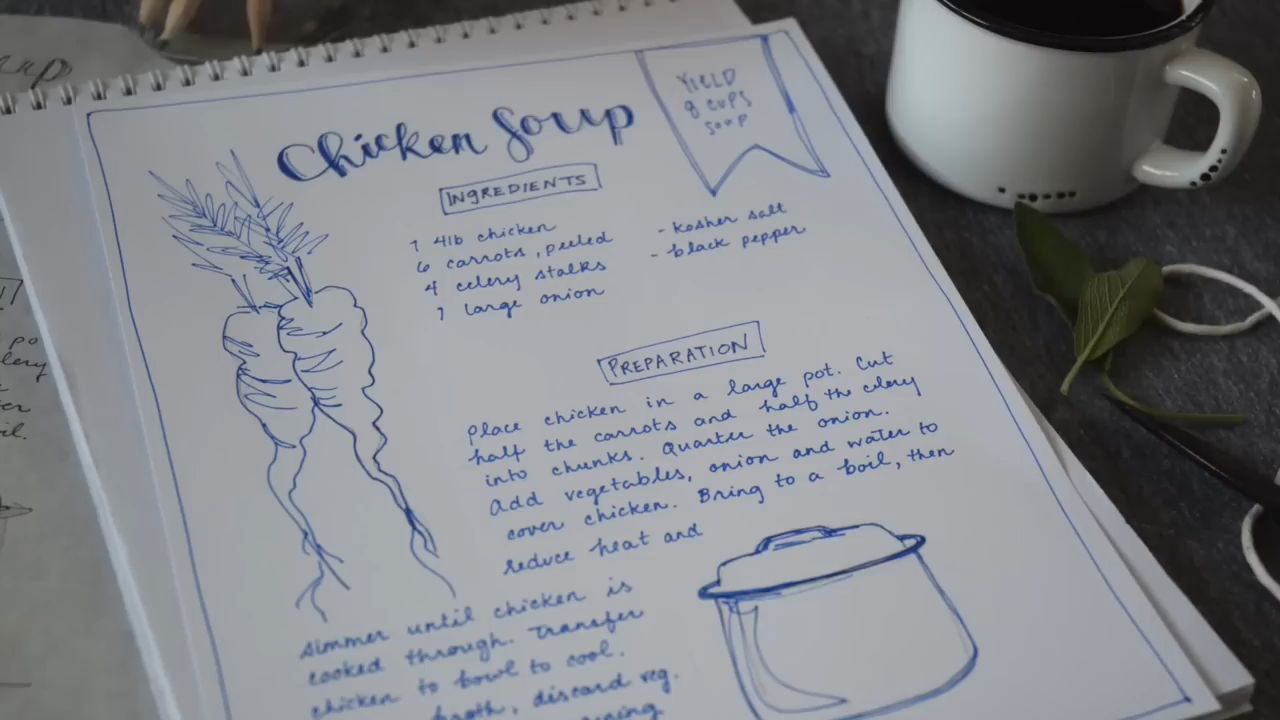 Chicken Soup
YIELD
8 CUPS
SOUP
INGREDIENTS
1 4lb chicken
6 carrots, peeled
4 celery stalks
1 large onion
- kosher salt
- black pepper
PREPARATION
Place chicken in a large pot. Cut
half the carrots and half the celery
into chunks. Quarter the onion.
Add vegetables, onion and water to
cover chicken. Bring to a boil, then
reduce heat and
simmer until chicken is
cooked through. Transfer
chicken to bowl to cool.
broth, discard veg.